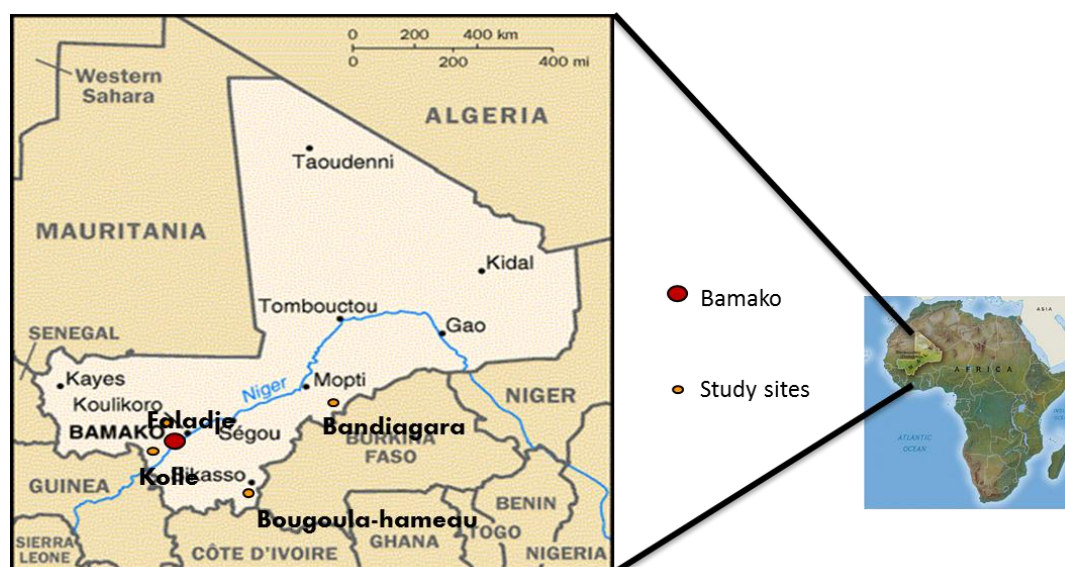 0 200 400 km
0 200 400 mi
Western
Sahara
ALGERIA
Taoudenni
MAURITANIA
Kidal
Tombouctou
Gao
SENEGAL
Kayes
Niger
Mopti
NIGER
Koulikoro
Faladje
BAMAKO
Ségou
Bandiagara
BURKINA
FASO
Kolle
Sikasso
GUINEA
BENIN
Bougoula-hameau
SIERRA
LEONE
CÔTE D'IVOIRE
GHANA
TOGO
NIGERIA
Bamako
Study sites
ASIA
AFRICA
ATLANTIC
OCEAN